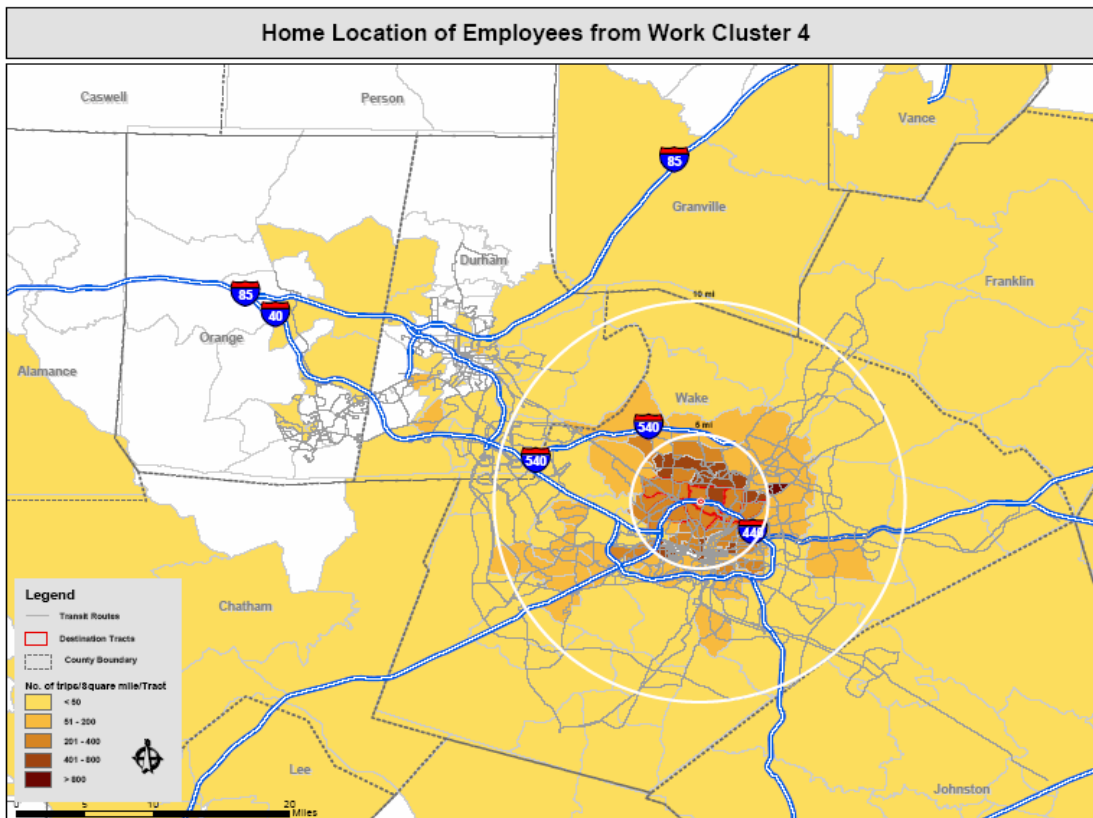 Home Location of Employees from Work Cluster 4
Caswell
Person
Vance
85
Granville
Durham
Franklin
85
40
10 mi
Orange
Alamance
Wake
540
5 mi
540
440
Chatham
Legend
Transit Routes
Destination Tracts
County Boundary
No. of trips/Square mile/Tract
< 50
51 - 200
201 - 400
401 - 800
> 800
Lee
Johnston
0 5 10 20
Miles